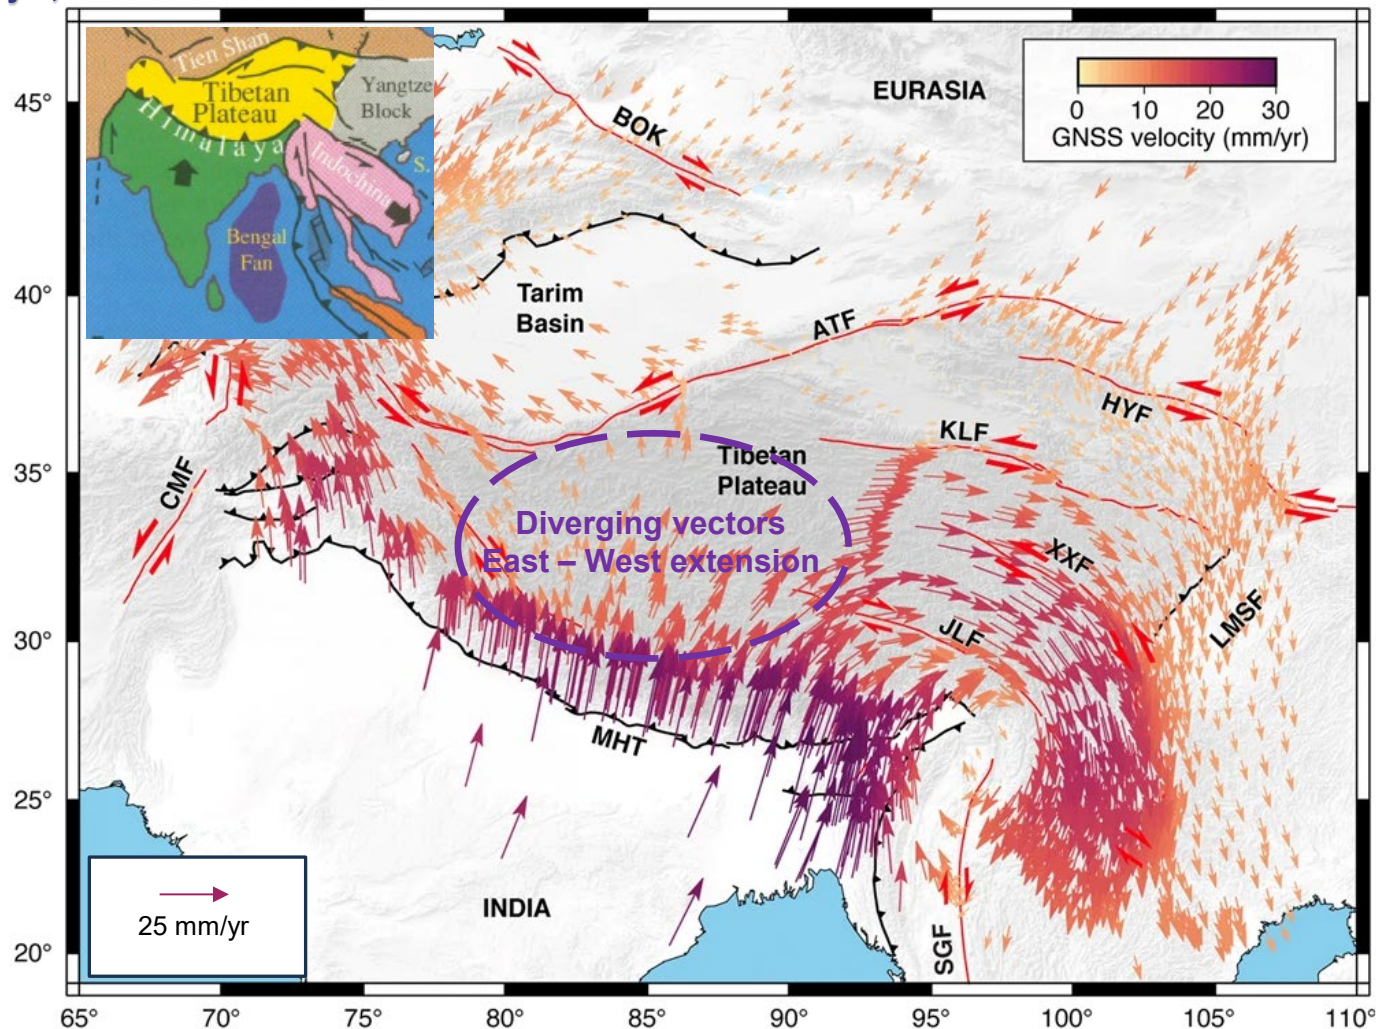 Tien Shan
Tibetan
Plateau
Yangtze
Block
Himalaya
Indochina
S.
Bengal
Fan
EURASIA
0 10 20 30
GNSS velocity (mm/yr)
BOK
Tarim
Basin
ATF
HYF
KLF
Tibetan
Plateau
CMF
Diverging vectors
East – West extension
XXF
JLF
LMSF
MHT
INDIA
SGF
25 mm/yr
45°
40°
35°
30°
25°
20°
65° 70° 75° 80° 85° 90° 95° 100° 105° 110°